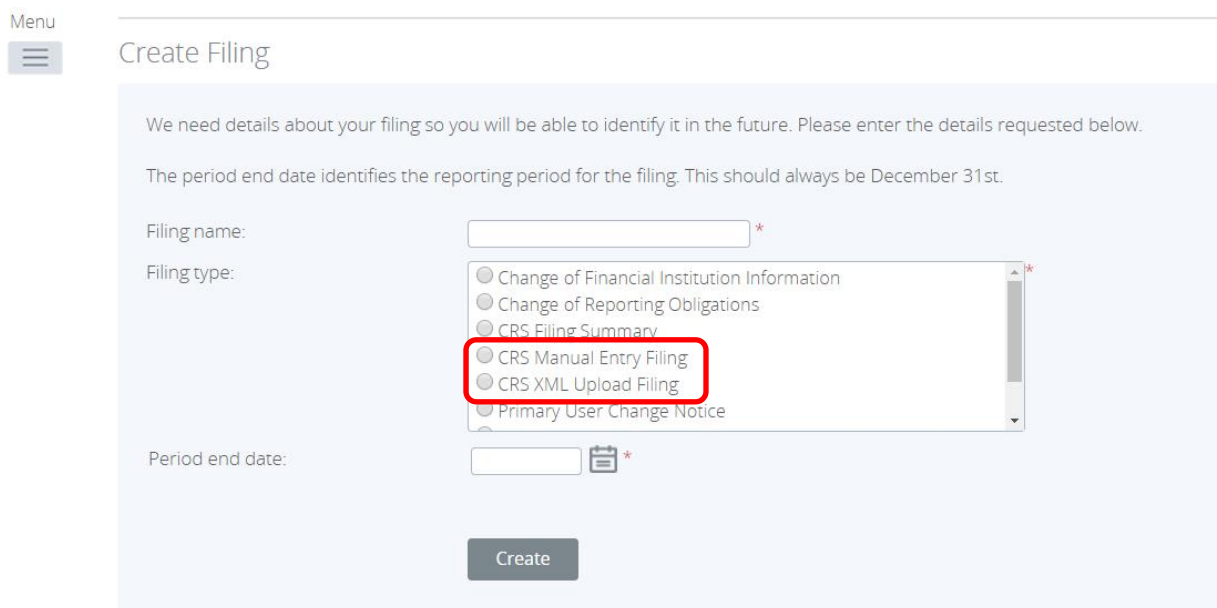 Menu
Create Filing
We need details about your filing so you will be able to identify it in the future. Please enter the details requested below.
The period end date identifies the reporting period for the filing. This should always be December 31st.
Filing name: *
Filing type: *
Change of Financial Institution Information
Change of Reporting Obligations
CRS Filing Summary
CRS Manual Entry Filing
CRS XML Upload Filing
Primary User Change Notice
Period end date: *
Create